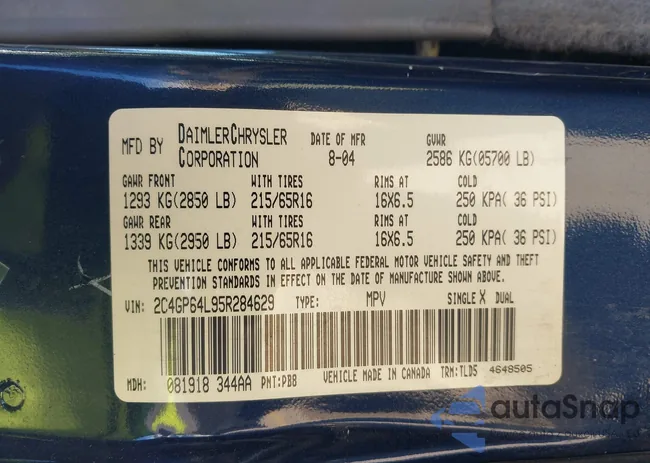 MFD BY DAIMLERCHRYSLER CORPORATION DATE OF MFR 8-04 GVWR 2586 KG(05700 LB)
GAWR FRONT WITH TIRES RIMS AT COLD
1293 KG(2850 LB) 215/65R16 16X6.5 250 KPA( 36 PSI)
GAWR REAR WITH TIRES RIMS AT COLD
1339 KG(2950 LB) 215/65R16 16X6.5 250 KPA( 36 PSI)
THIS VEHICLE CONFORMS TO ALL APPLICABLE FEDERAL MOTOR VEHICLE SAFETY AND THEFT
PREVENTION STANDARDS IN EFFECT ON THE DATE OF MANUFACTURE SHOWN ABOVE.
VIN: 2C4GP64L95R284629 TYPE: MPV SINGLE X DUAL
MDH: 081918 344AA PNT:PBB VEHICLE MADE IN CANADA TRM:TLD5 4648505
autoSnap